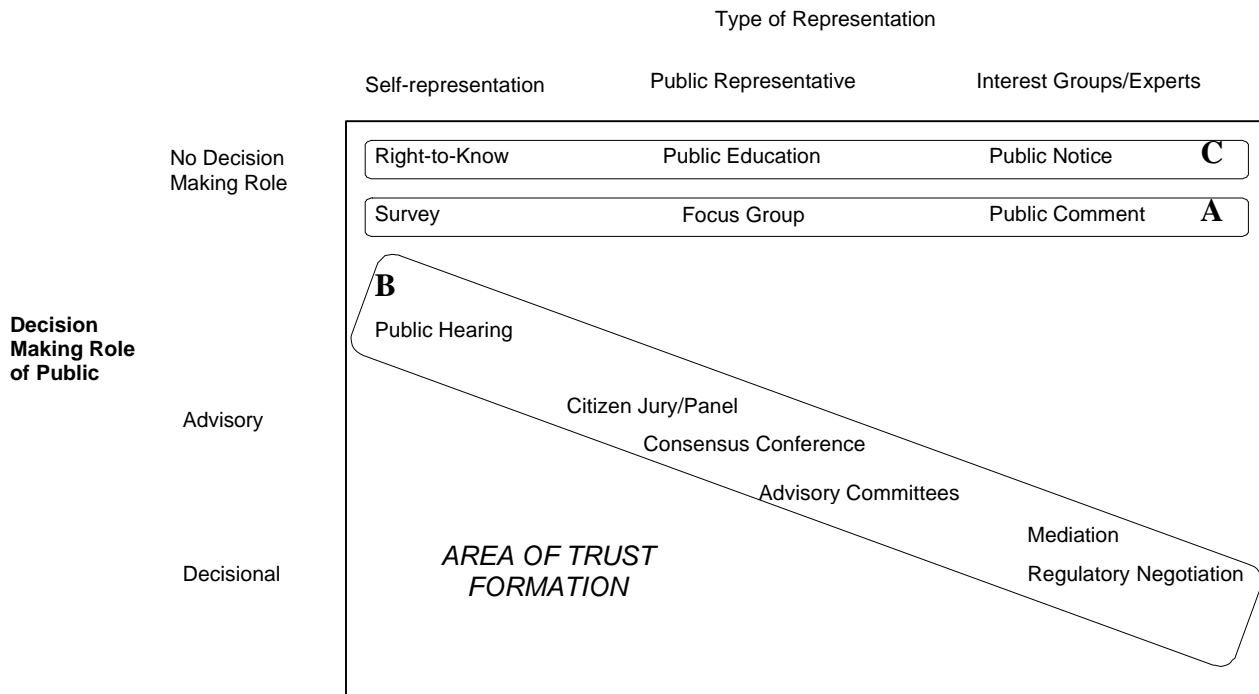 Type of Representation
Self-representation
Public Representative
Interest Groups/Experts
No Decision
Making Role
Right-to-Know
Public Education
Public Notice
C
Survey
Focus Group
Public Comment
A
B
Public Hearing
Decision
Making Role
of Public
Advisory
Citizen Jury/Panel
Consensus Conference
Advisory Committees
Mediation
Decisional
AREA OF TRUST
FORMATION
Regulatory Negotiation